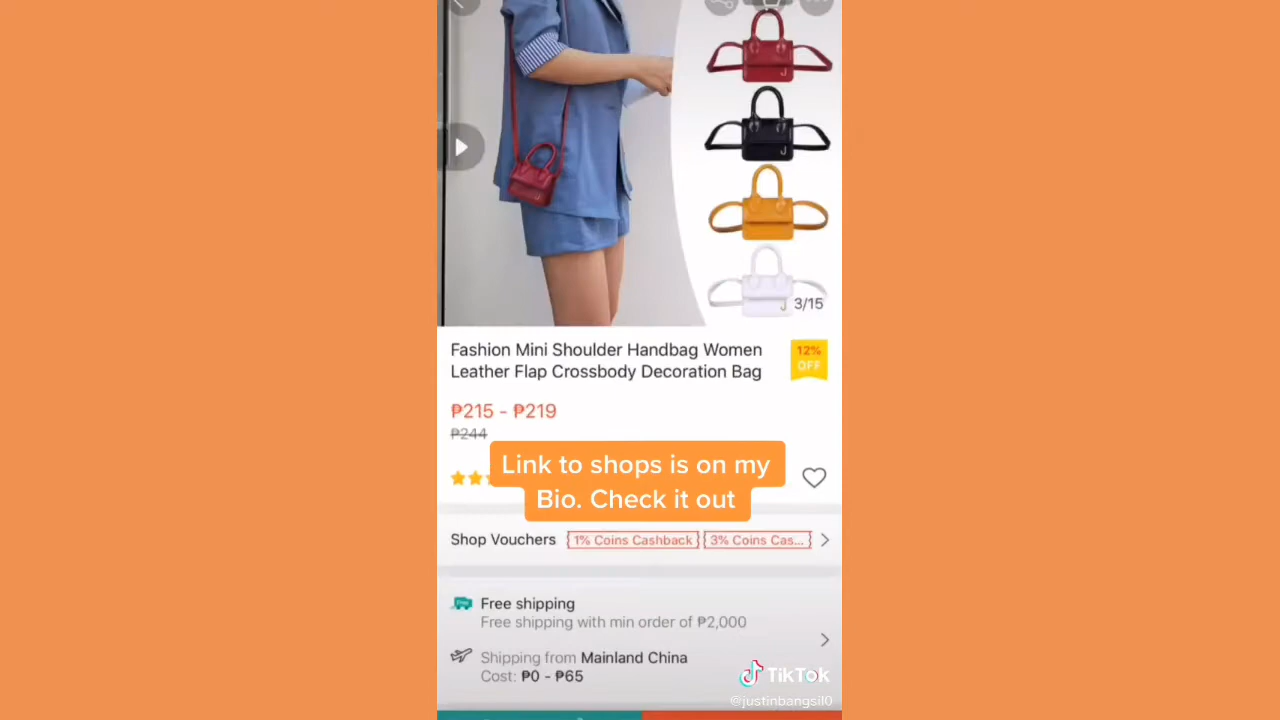 J
J
J
J
J
3/15
Fashion Mini Shoulder Handbag Women
Leather Flap Crossbody Decoration Bag
12%
OFF
₱215 - ₱219
₱244
Link to shops is on my
Bio. Check it out
Shop Vouchers
1% Coins Cashback
3% Coins Cas...
Free shipping
Free shipping with min order of ₱2,000
Shipping from Mainland China
Cost: ₱0 - ₱65
TikTok
@justinbangsil0